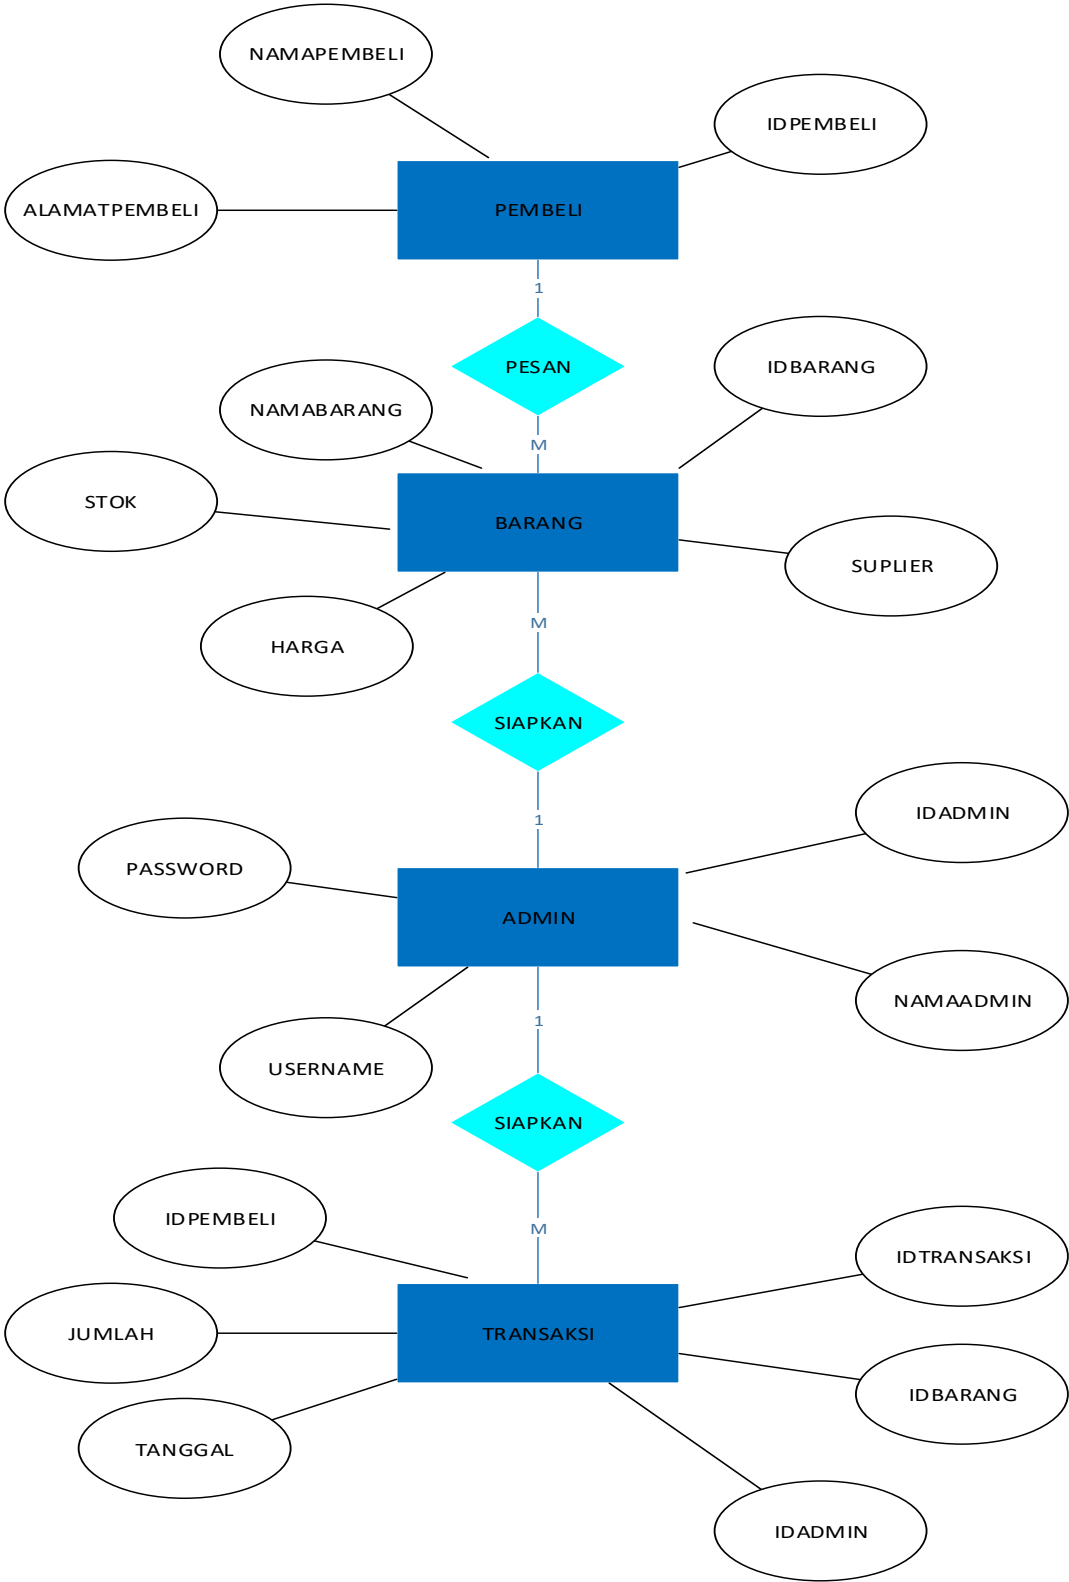 NAMAPEMBELI
IDPEMBELI
ALAMATPEMBELI
PEMBELI
1
PESAN
IDBARANG
NAMABARANG
M
STOK
BARANG
SUPLIER
M
HARGA
SIAPKAN
IDADMIN
1
PASSWORD
ADMIN
NAMAADMIN
1
USERNAME
SIAPKAN
IDPEMBELI
M
IDTRANSAKSI
JUMLAH
TRANSAKSI
IDBARANG
TANGGAL
IDADMIN